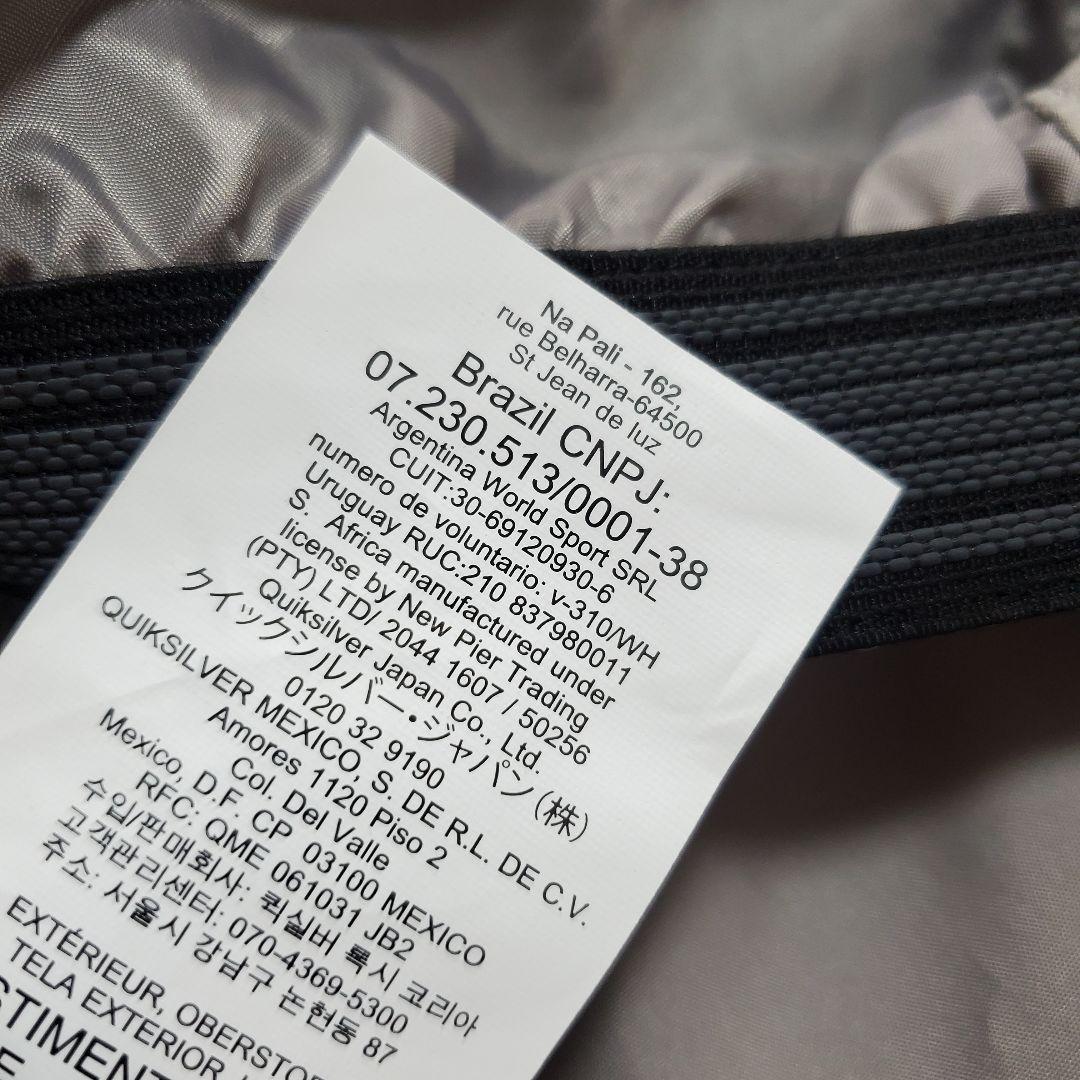 Na Pali - 162,
rue Belharra-64500
St Jean de luz
Brazil CNPJ:
07.230.513/0001-38
Argentina World Sport SRL
CUIT:30-69120930-6
numero de voluntario: v-310/WH
Uruguay RUC:210 837980011
S. Africa manufactured under
license by New Pier Trading
(PTY) LTD/ 2044 1607 / 50256
Quiksilver Japan Co., Ltd.
クイックシルバー・ジャパン(株)
0120 32 9190
QUIKSILVER MEXICO, S. DE R.L. DE C.V.
Amores 1120 Piso 2
Col. Del Valle
Mexico, D.F. CP 03100 MEXICO
RFC: QME 061031 JB2
수입/판매회사: 퀵실버 록시 코리아
고객관리센터: 070-4369-5300
주소: 서울시 강남구 논현동 87
EXTÉRIEUR, OBERSTO
TELA EXTERIOR,
STIMENT